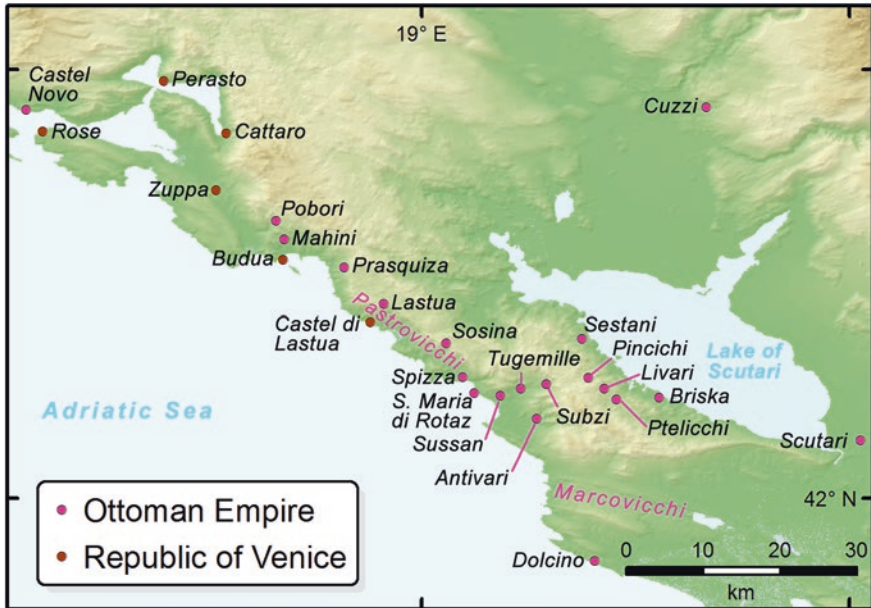 19° E
Castel
Novo
Perasto
Cuzzi
Rose
Cattaro
Zuppa
Pobori
Mahini
Budua
Prasquiza
Lastua
Pastrovicchi
Castel di
Lastua
Sosina
Sestani
Tugemille
Pincichi
Lake of
Scutari
Livari
Spizza
Briska
S. Maria
di Rotaz
Subzi
Adriatic Sea
Ptelicchi
Sussan
Scutari
Antivari
Marcovicchi
42° N
Ottoman Empire
Republic of Venice
Dolcino
0 10 20 30
km